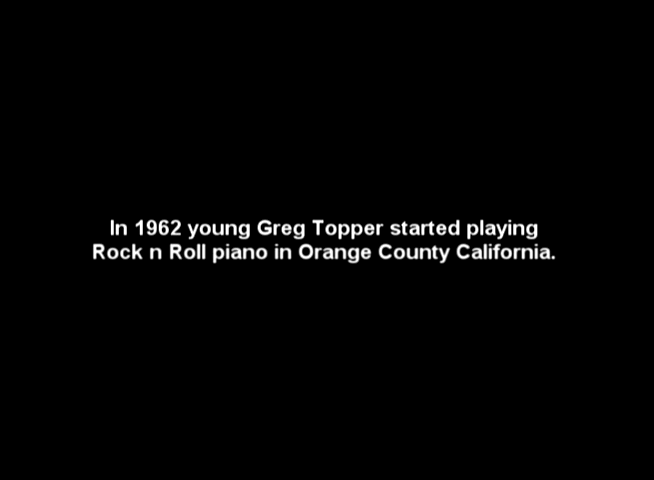 In 1962 young Greg Topper started playing
Rock n Roll piano in Orange County California.